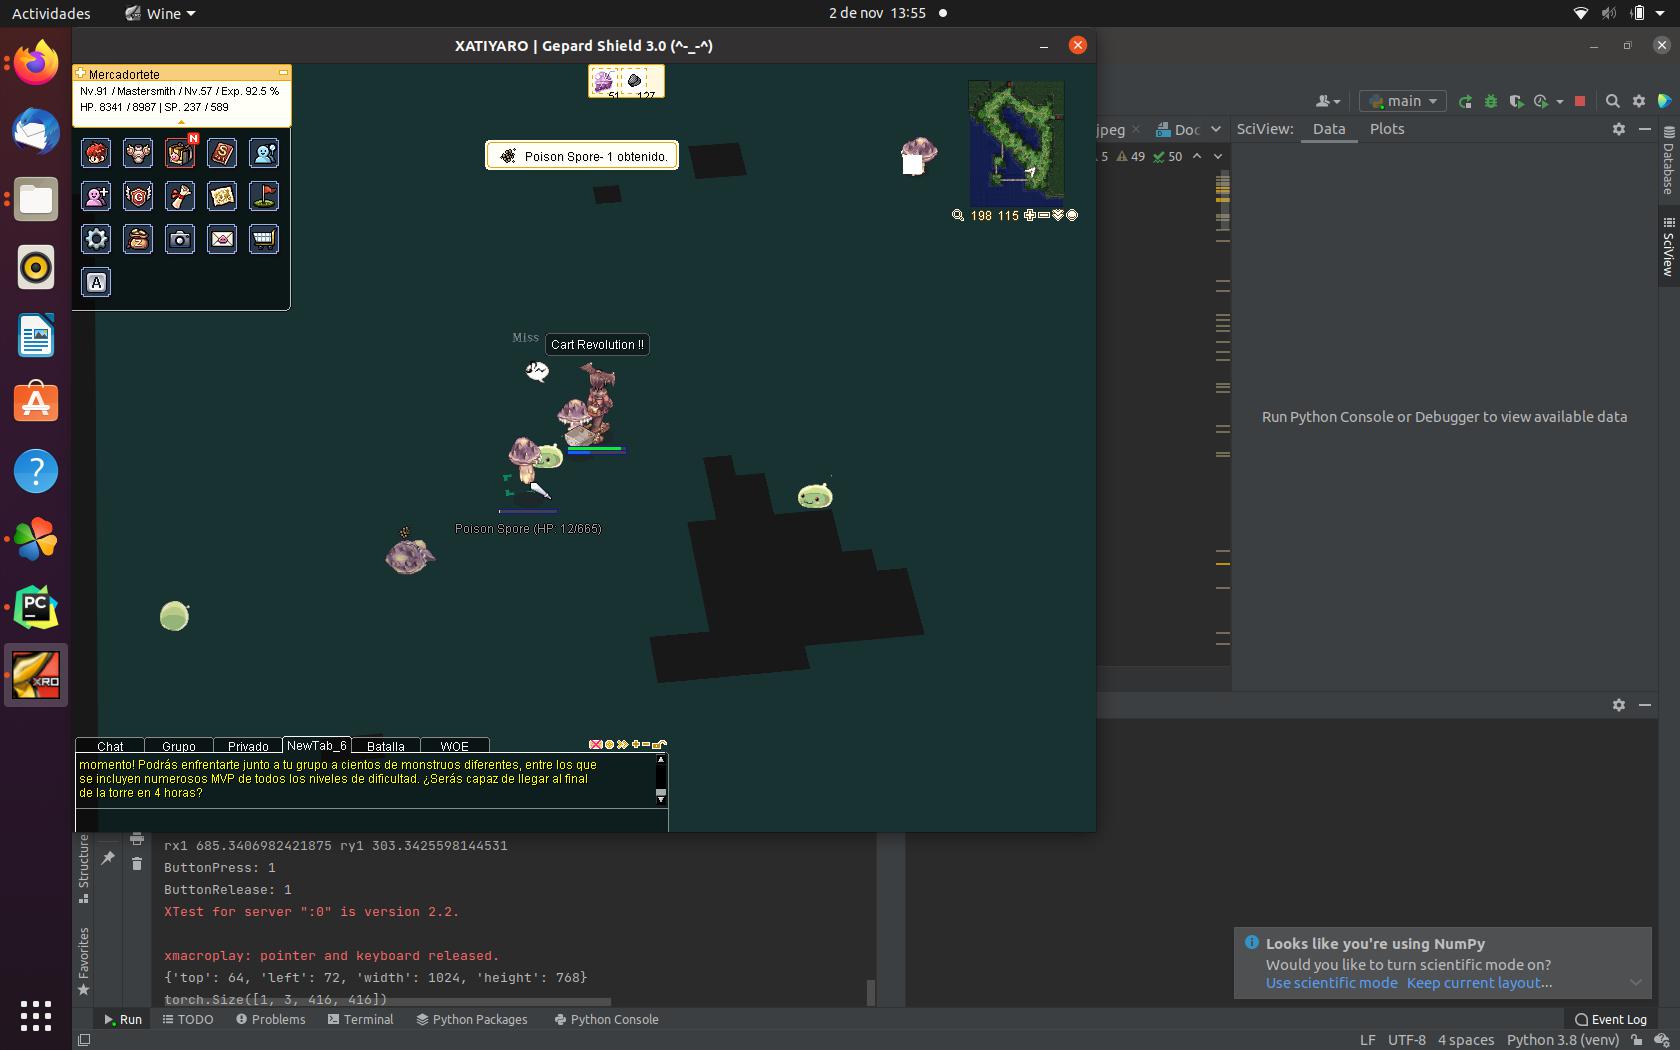 Actividades
Wine
2 de nov 13:55
XATIYARO | Gepard Shield 3.0 (^-_-^)
Mercadortete
Nv.91 / Mastersmith / Nv.57 / Exp. 92.5 %
HP. 8341 / 8987 | SP. 237 / 589
N
A
51
127
Poison Spore- 1 obtenido.
198 115
Miss
Cart Revolution !!
Poison Spore (HP: 12/665)
Chat
Grupo
Privado
NewTab_6
Batalla
WOE
momento! Podrás enfrentarte junto a tu grupo a cientos de monstruos diferentes, entre los que
se incluyen numerosos MVP de todos los niveles de dificultad. ¿Serás capaz de llegar al final
de la torre en 4 horas?
main
jpeg
Doc
SciView:
Data
Plots
5
49
50
Database
SciView
Run Python Console or Debugger to view available data
PC
XRO
Structure
Favorites
rx1 685.3406982421875 ry1 303.3425598144531
ButtonPress: 1
ButtonRelease: 1
XTest for server ":0" is version 2.2.
xmacroplay: pointer and keyboard released.
{'top': 64, 'left': 72, 'width': 1024, 'height': 768}
torch.Size([1, 3, 416, 416])
Looks like you're using NumPy
Would you like to turn scientific mode on?
Use scientific mode Keep current layout...
Run
TODO
Problems
Terminal
Python Packages
Python Console
Event Log
LF UTF-8 4 spaces Python 3.8 (venv)